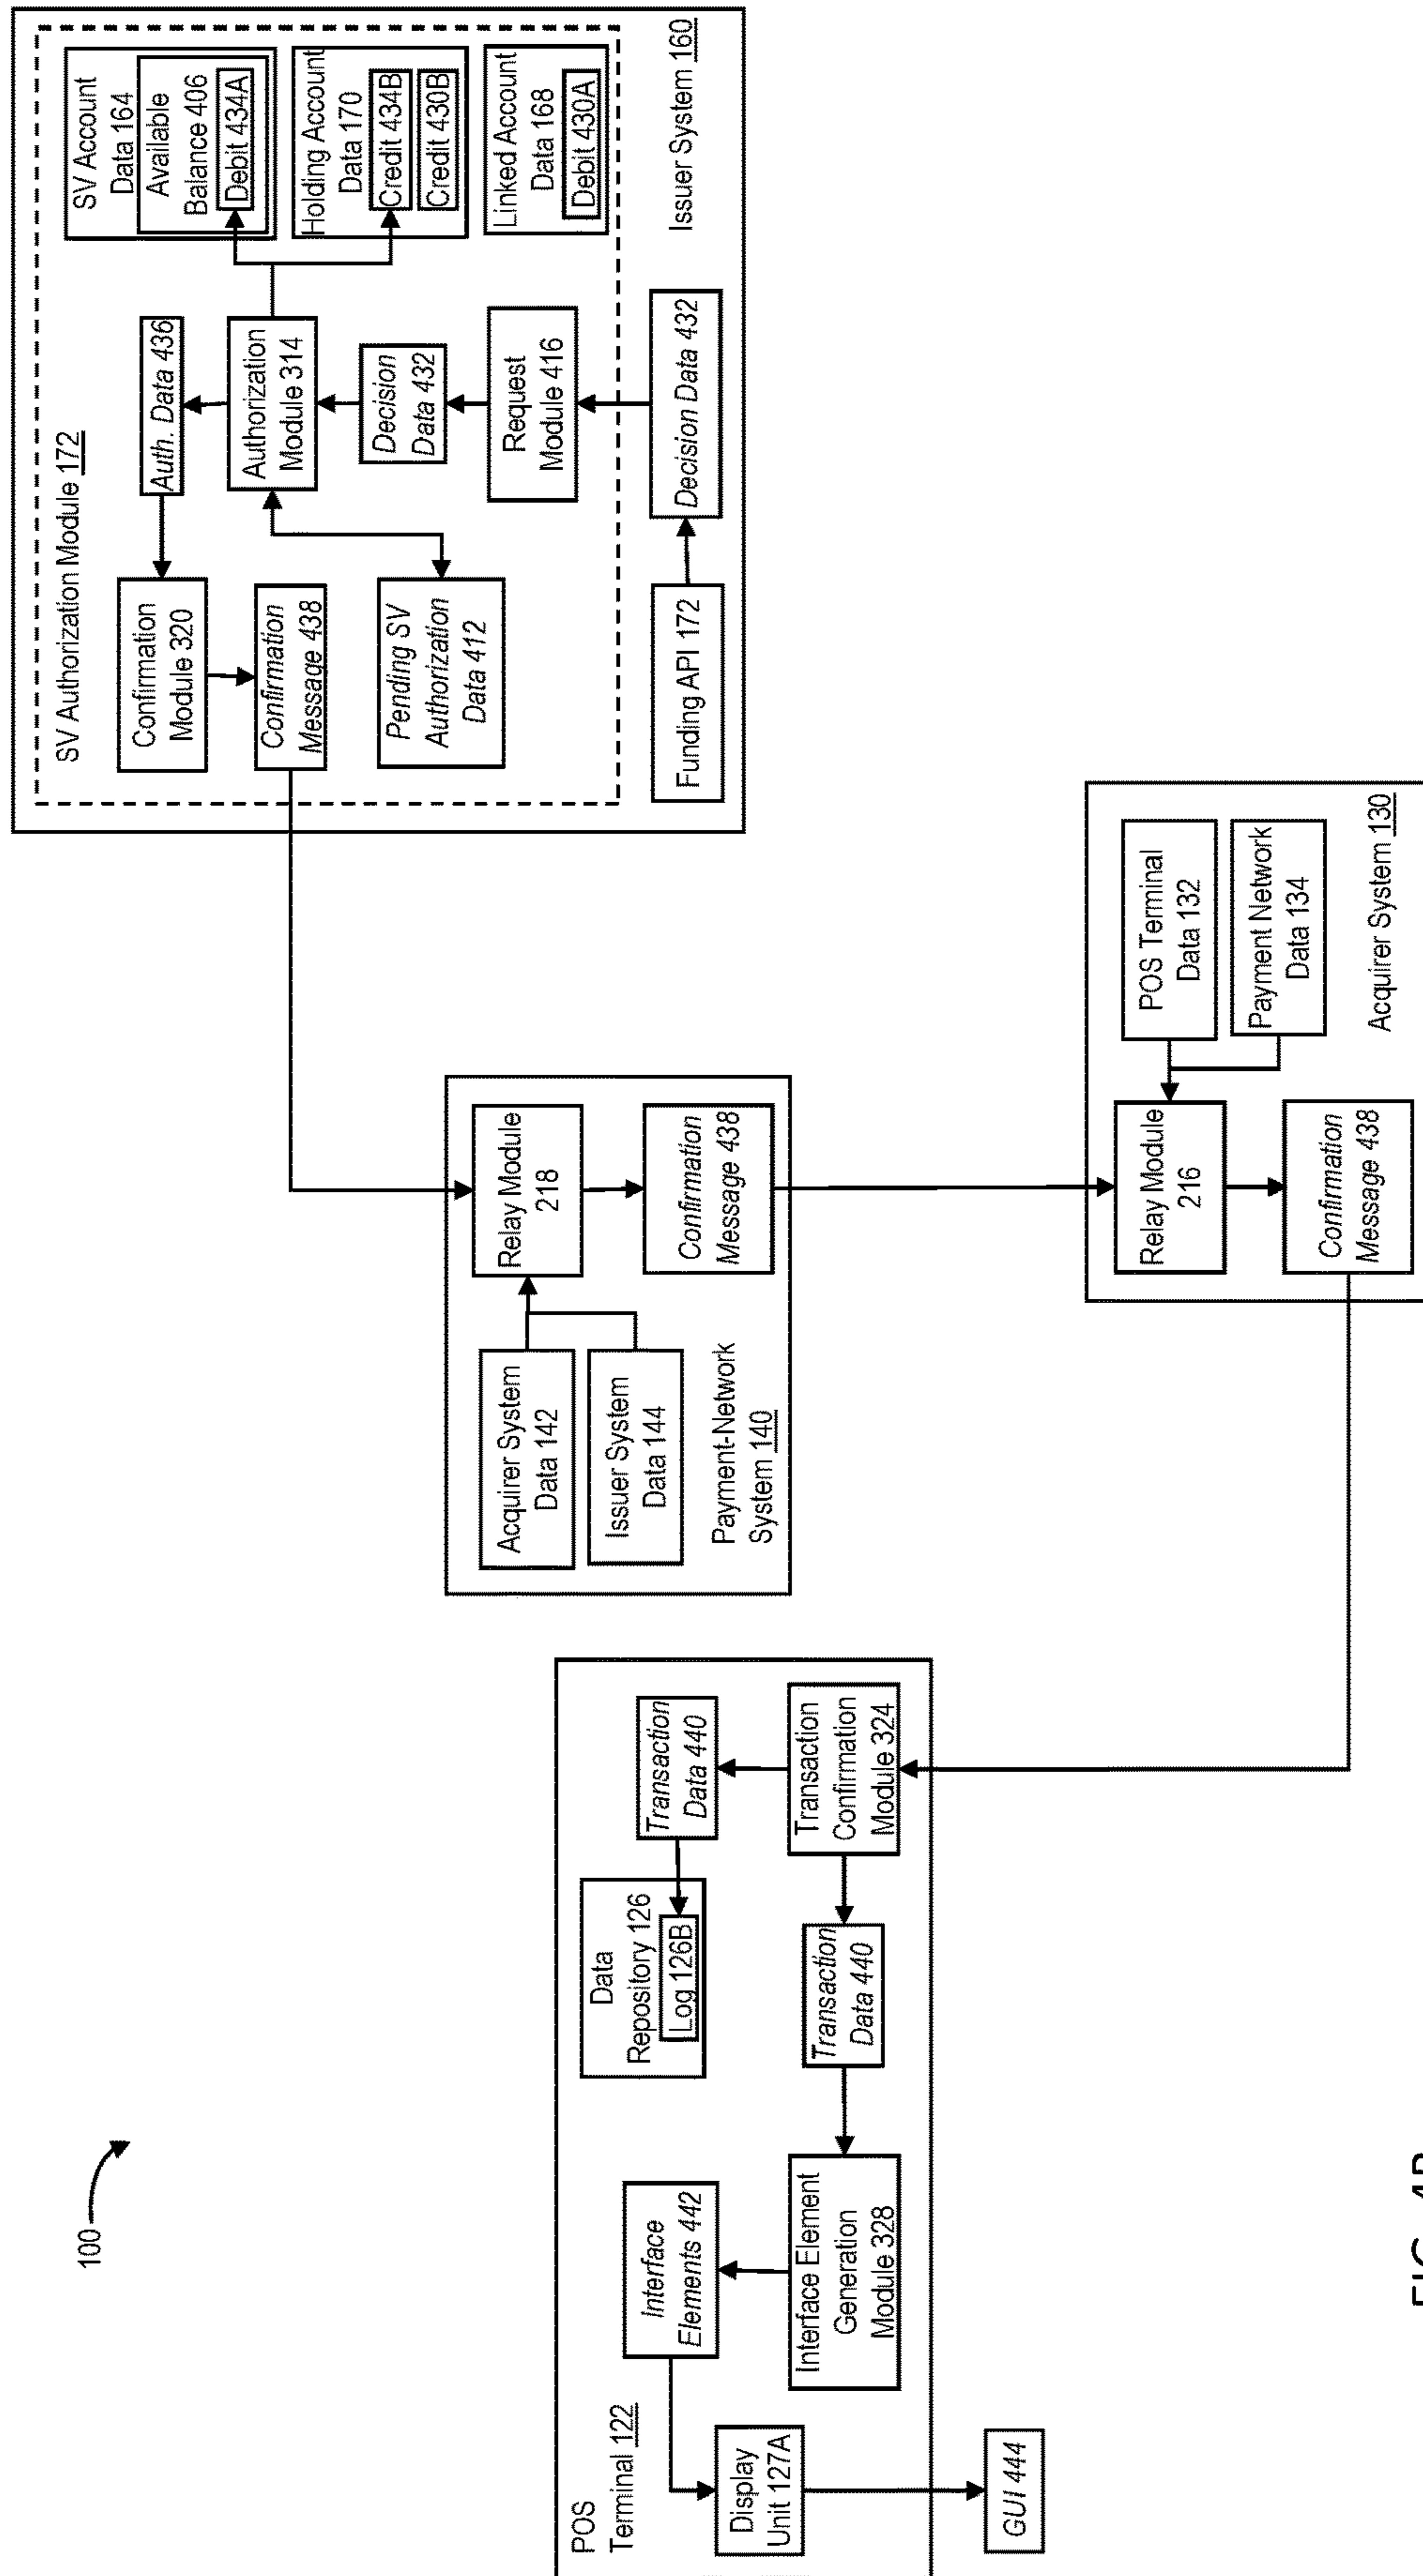 100
POS
Terminal 122
Display
Unit 127A
GUI 444
Interface
Elements 442
Interface Element
Generation
Module 328
Data
Repository 126
Log 126B
Transaction
Data 440
Transaction
Data 440
Transaction
Confirmation
Module 324
Acquirer System
Data 142
Issuer System
Data 144
Payment-Network
System 140
Relay Module
218
Confirmation
Message 438
Relay Module
216
Confirmation
Message 438
POS Terminal
Data 132
Payment Network
Data 134
Acquirer System 130
SV Authorization Module 172
Confirmation
Module 320
Confirmation
Message 438
Pending SV
Authorization
Data 412
Funding API 172
Auth. Data 436
Authorization
Module 314
Decision
Data 432
Request
Module 416
Decision Data 432
SV Account
Data 164
Available
Balance 406
Debit 434A
Holding Account
Data 170
Credit 434B
Credit 430B
Linked Account
Data 168
Debit 430A
Issuer System 160